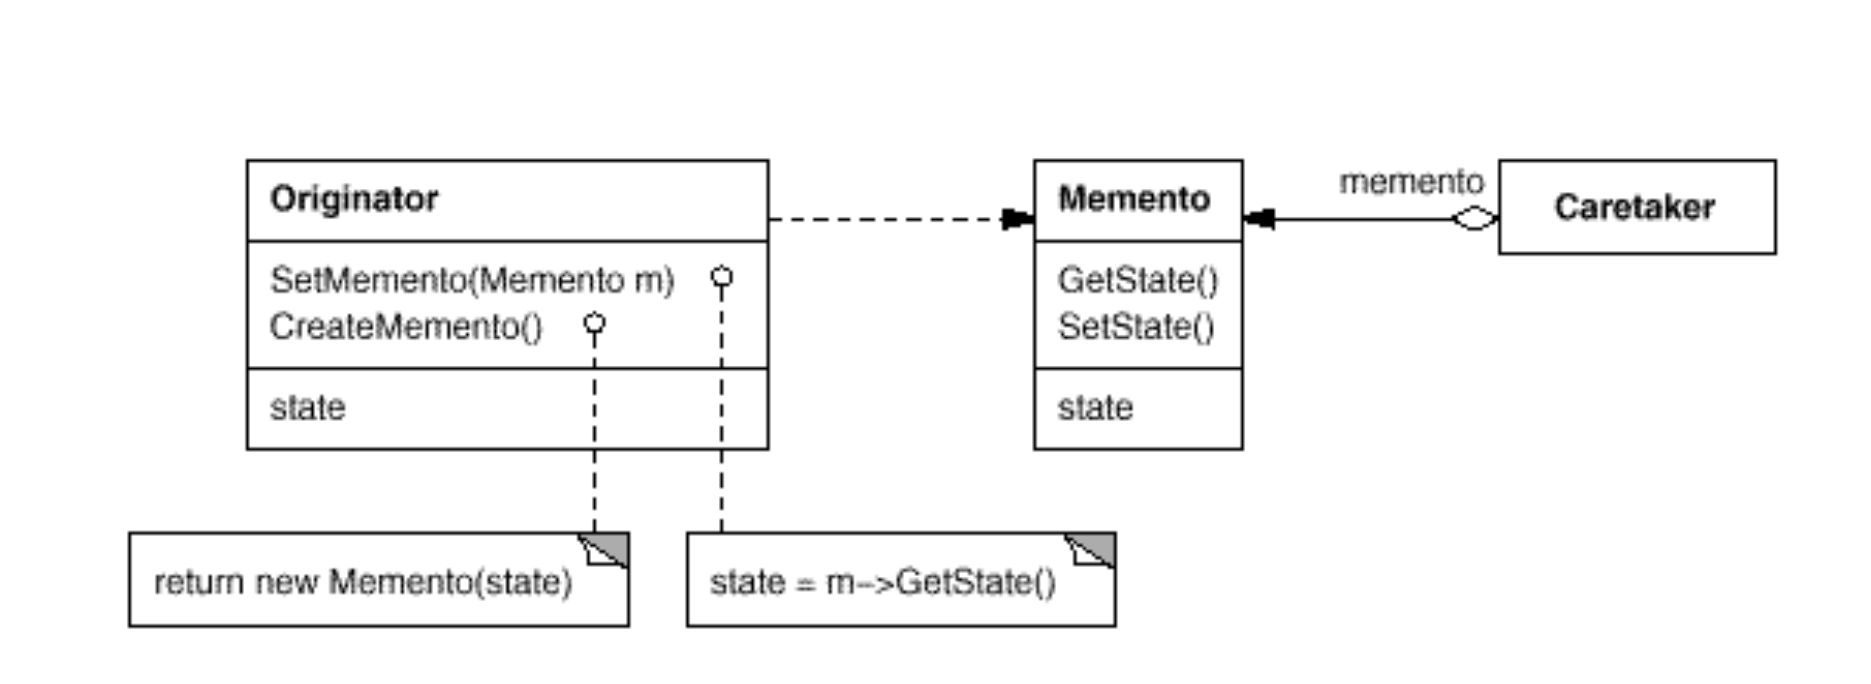 Originator
SetMemento(Memento m)
CreateMemento()
state
return new Memento(state)
state = m->GetState()
Memento
GetState()
SetState()
state
memento
Caretaker